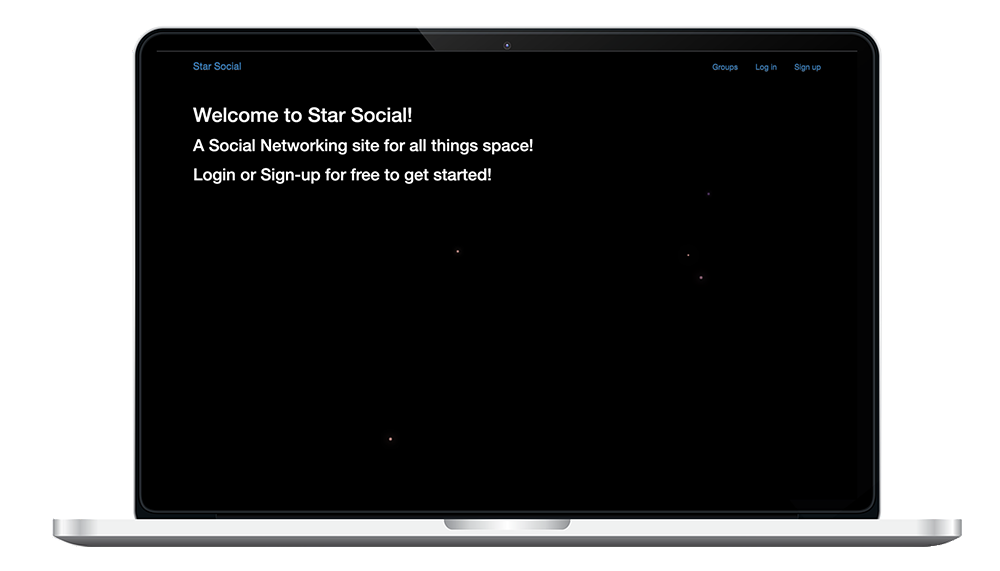 Star Social
Groups Log in Sign up
Welcome to Star Social!
A Social Networking site for all things space!
Login or Sign-up for free to get started!